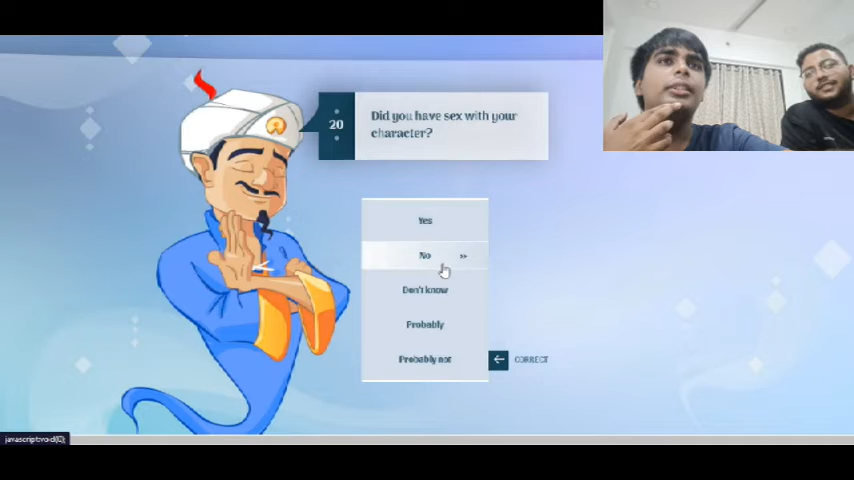 20
Did you have sex with your
character?
Yes
No »
Don't know
Probably
Probably not
CORRECT
javascript:void(0);